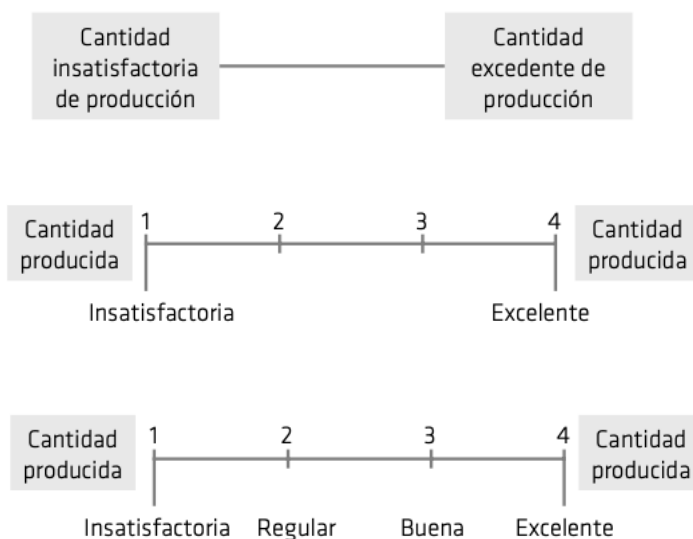 Cantidad
insatisfactoria
de producción
Cantidad
excedente de
producción
Cantidad
producida
1 2 3 4
Cantidad
producida
Insatisfactoria Excelente
Cantidad
producida
1 2 3 4
Cantidad
producida
Insatisfactoria Regular Buena Excelente